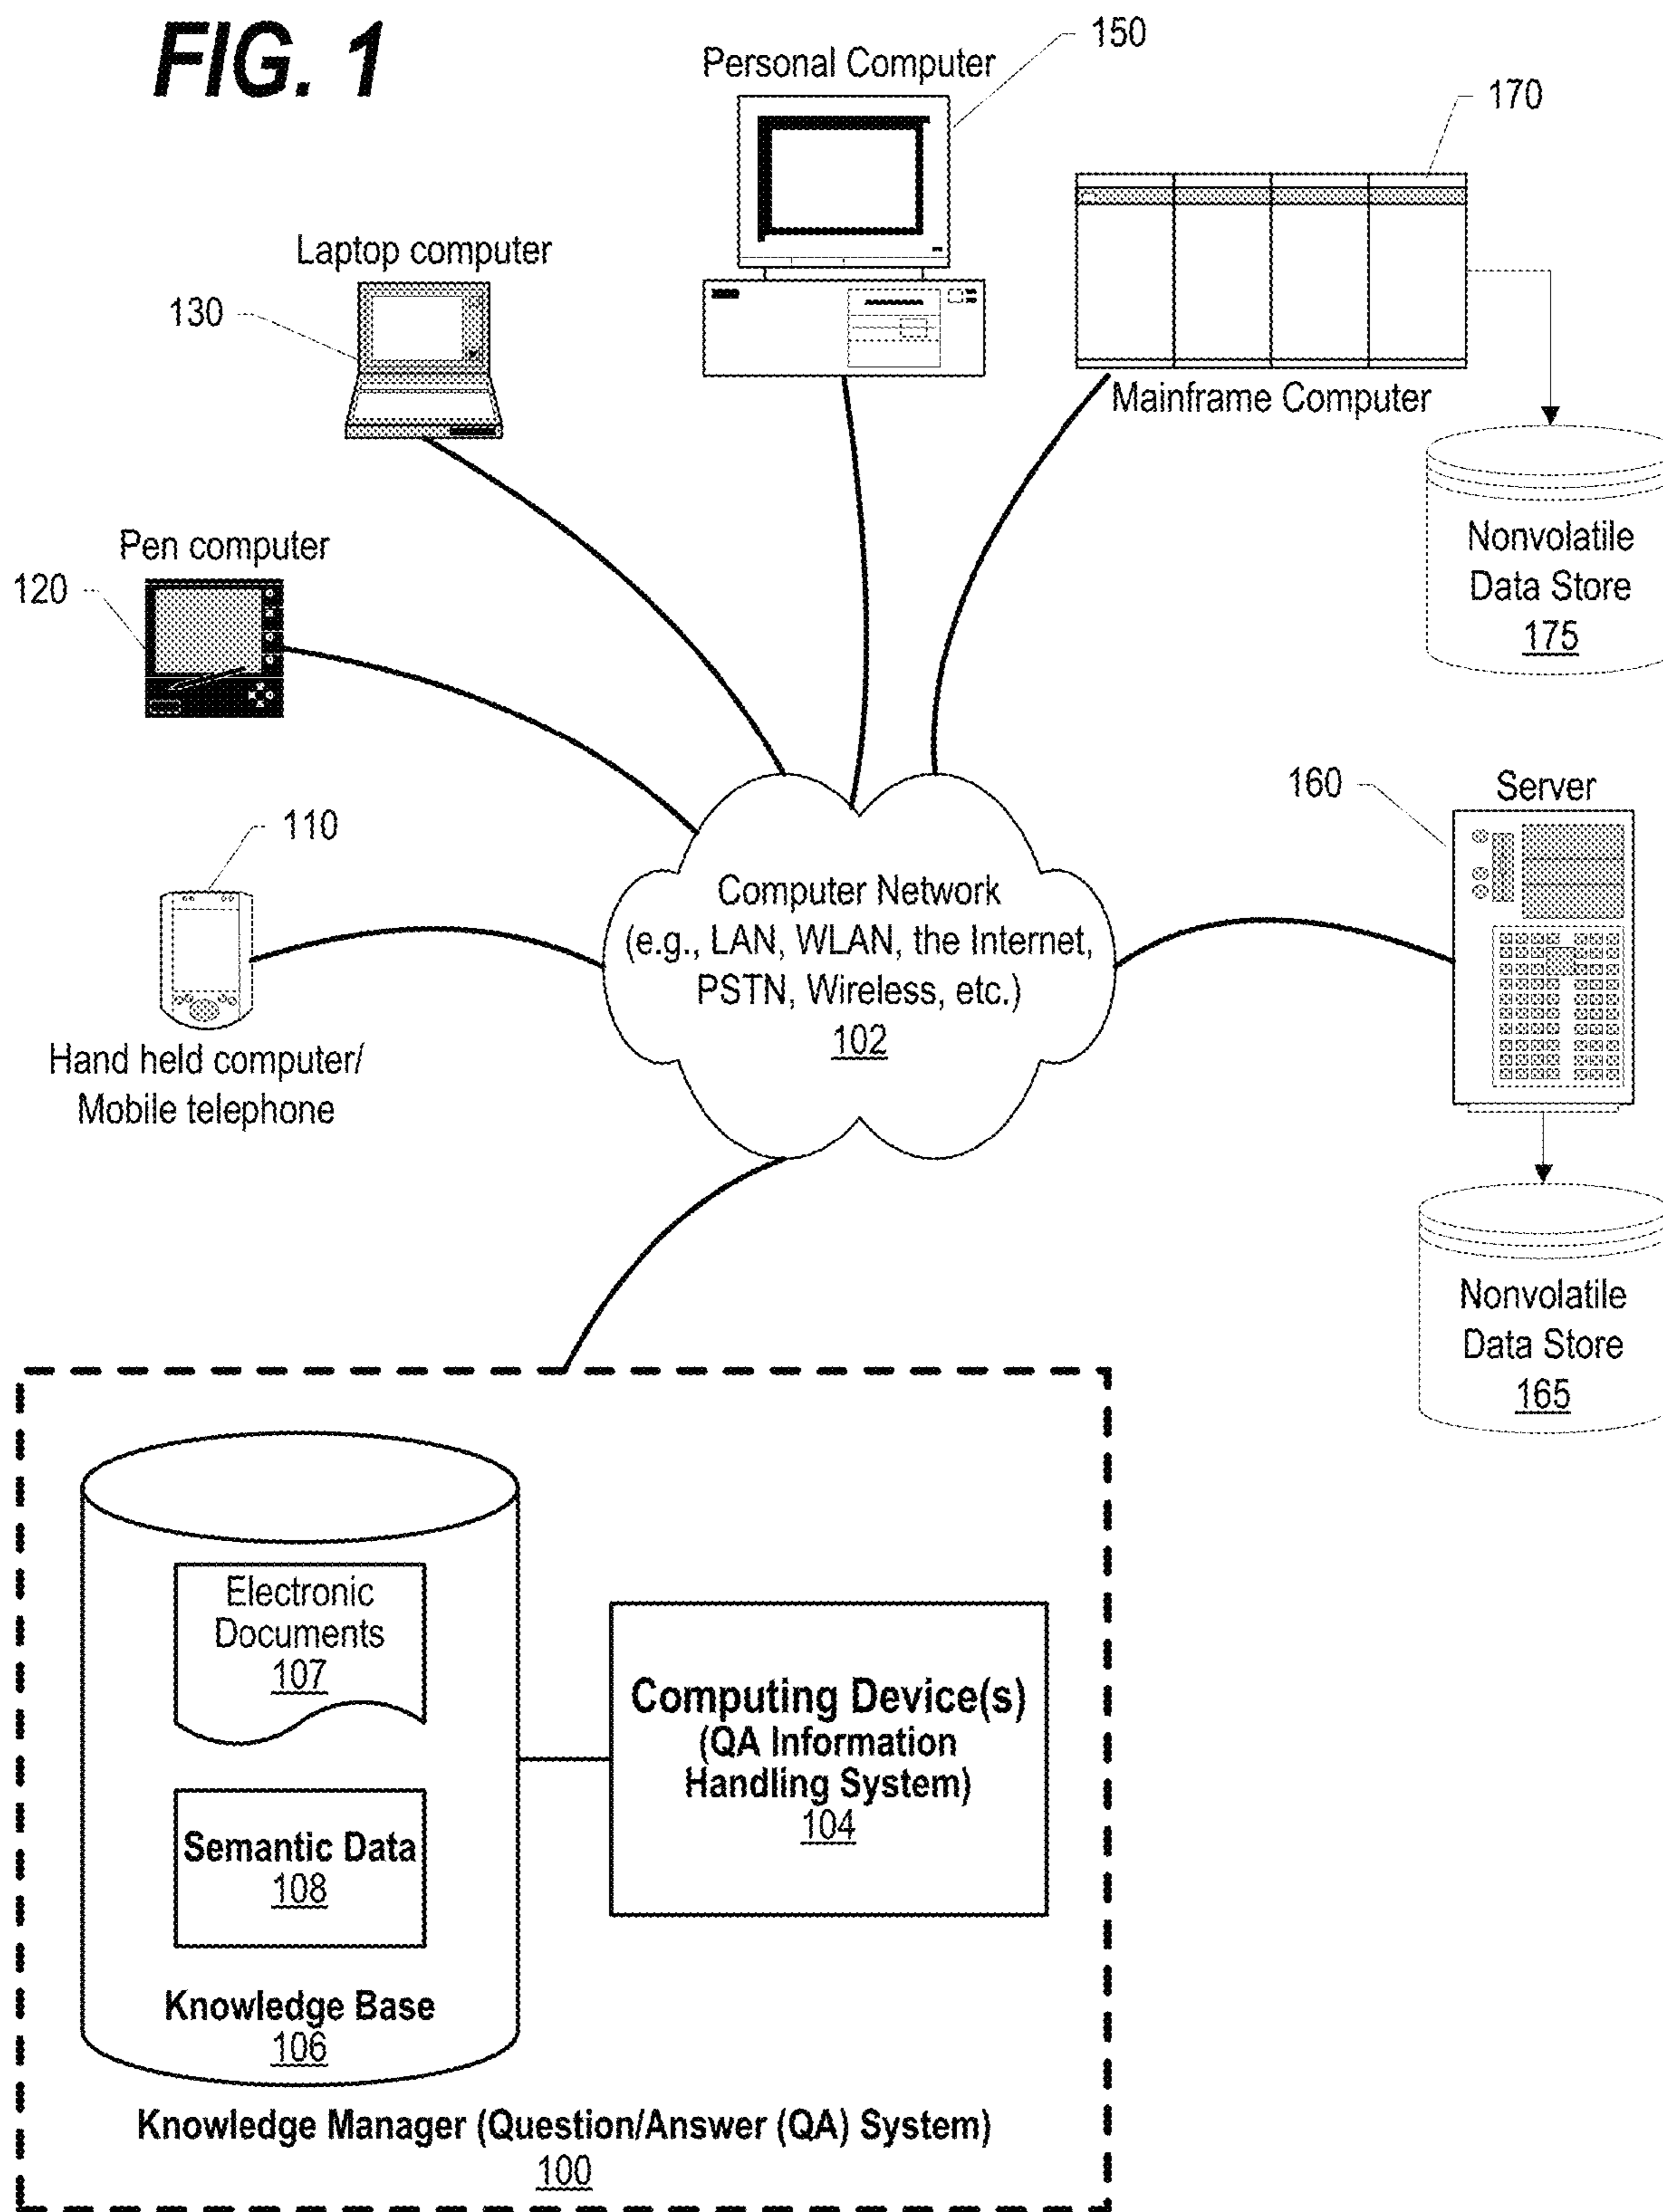 FIG. 1
Personal Computer
150
170
Laptop computer
130
Mainframe Computer
Nonvolatile
Data Store
175
Pen computer
120
160
Server
110
Computer Network
(e.g., LAN, WLAN, the Internet,
PSTN, Wireless, etc.)
102
Hand held computer/
Mobile telephone
Nonvolatile
Data Store
165
Electronic
Documents
107
Computing Device(s)
(QA Information
Handling System)
104
Semantic Data
108
Knowledge Base
106
Knowledge Manager (Question/Answer (QA) System)
100